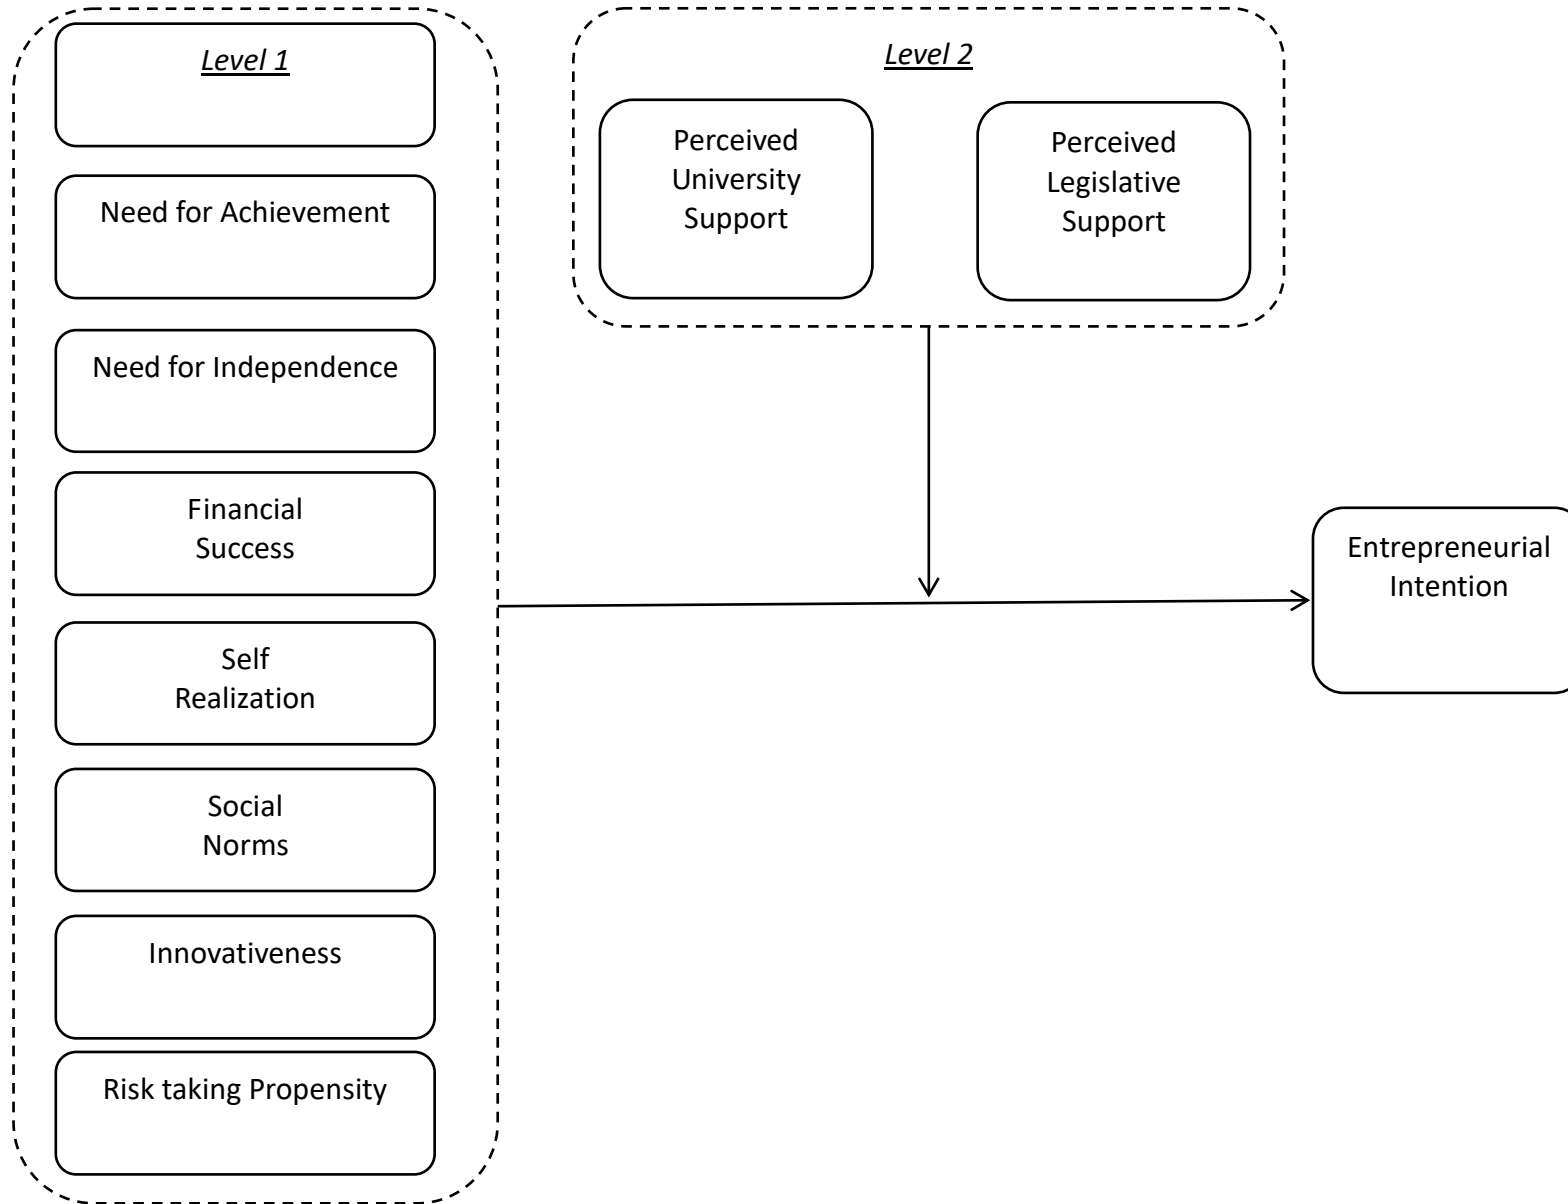 Level 1
Need for Achievement
Need for Independence
Financial
Success
Self
Realization
Social
Norms
Innovativeness
Risk taking Propensity
Level 2
Perceived
University
Support
Perceived
Legislative
Support
Entrepreneurial
Intention